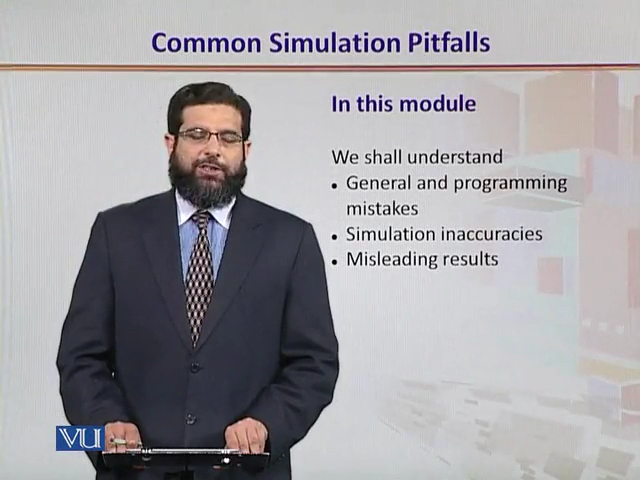 Common Simulation Pitfalls
In this module
We shall understand
• General and programming
mistakes
• Simulation inaccuracies
• Misleading results
VU